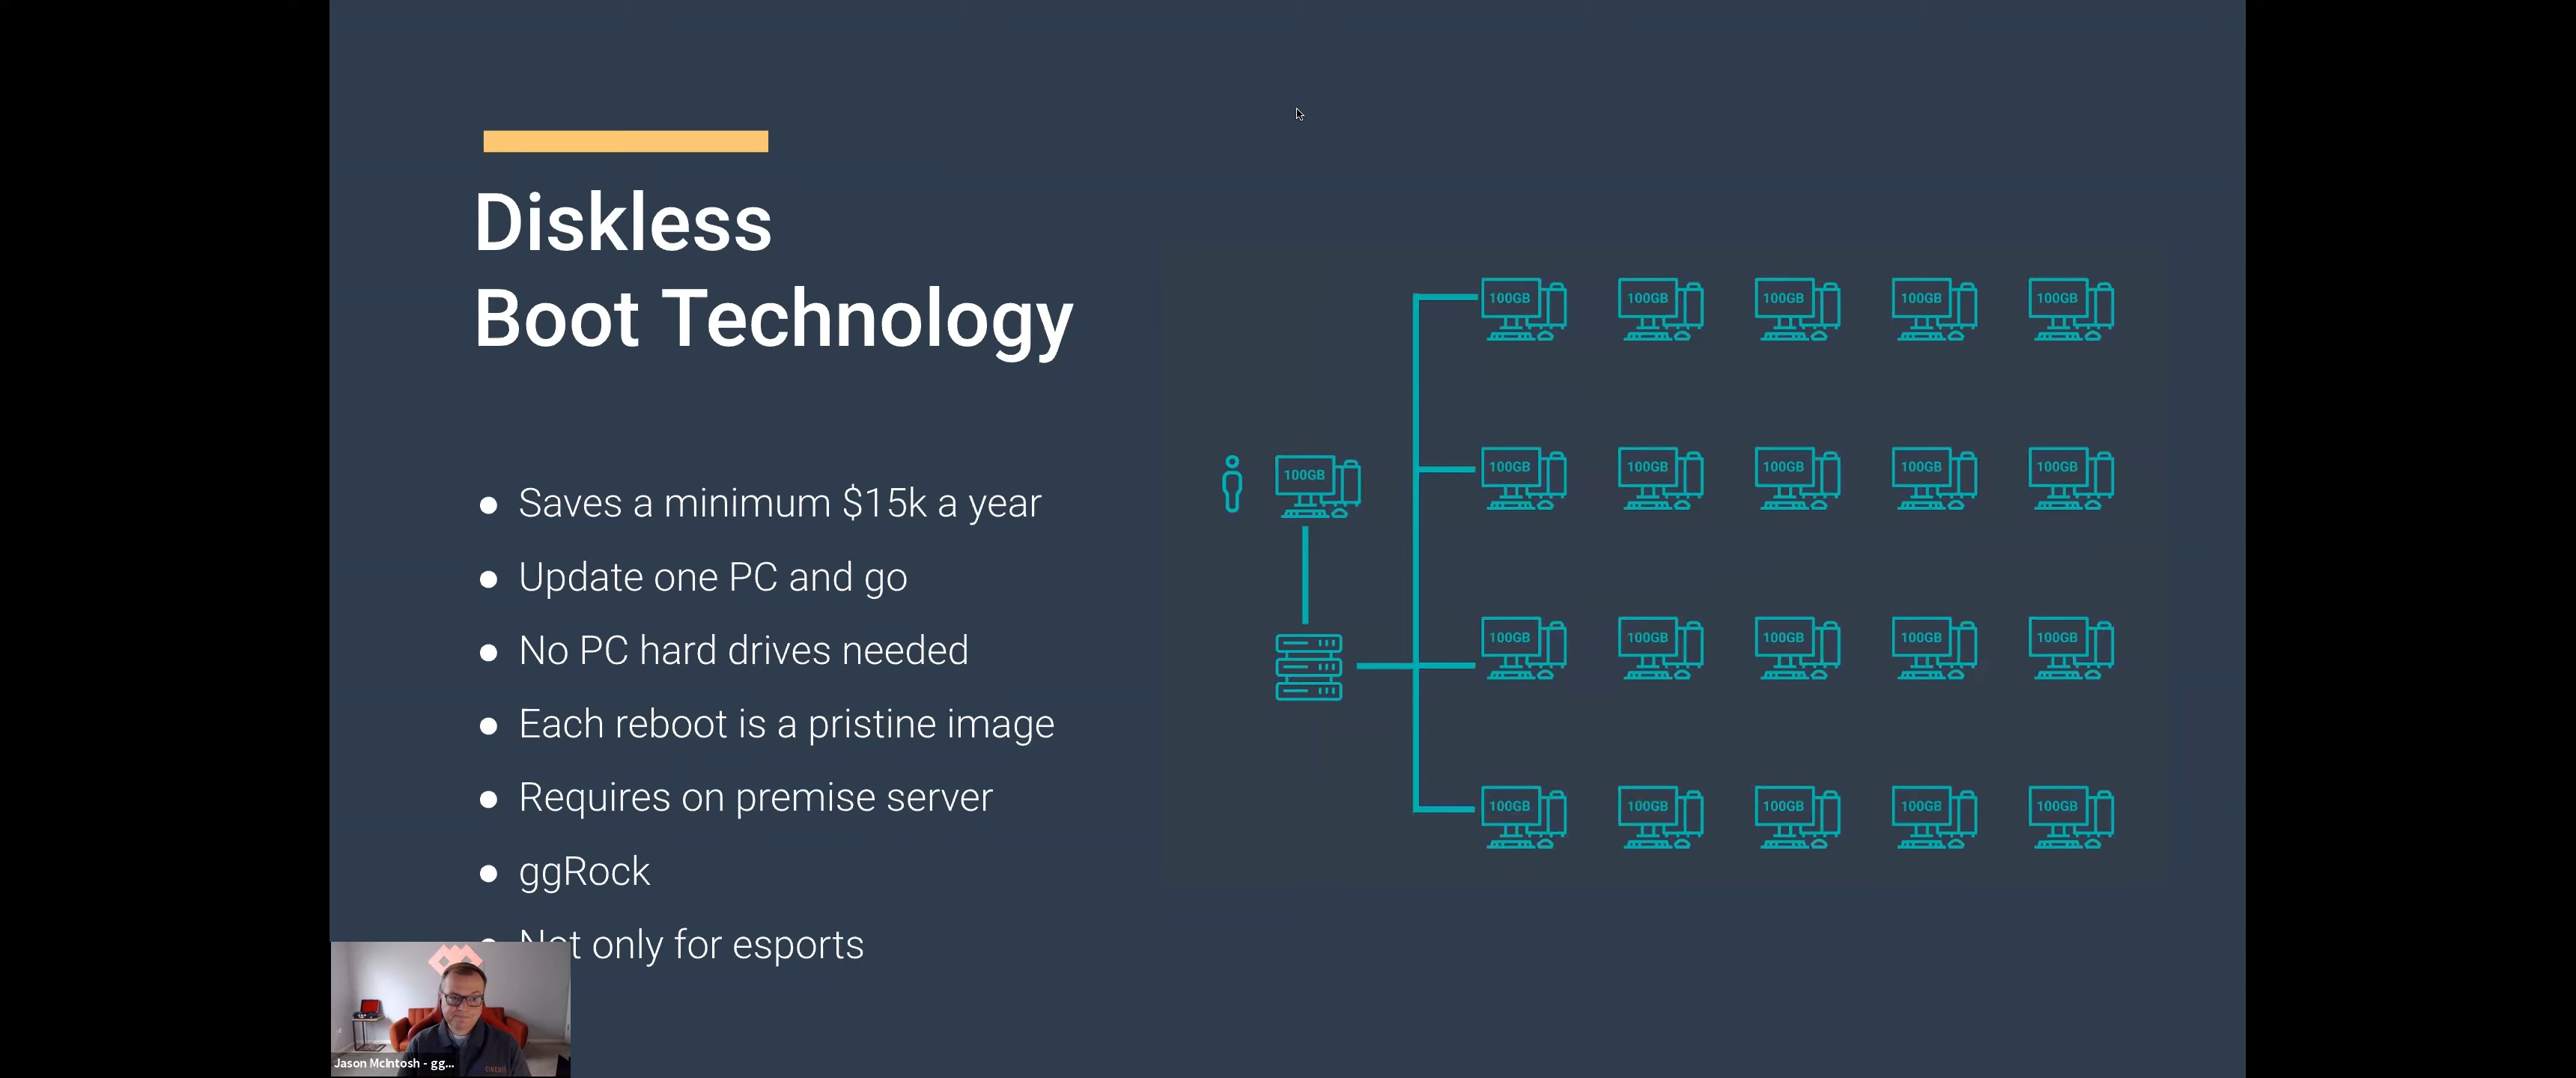 Diskless
Boot Technology
● Saves a minimum $15k a year
● Update one PC and go
● No PC hard drives needed
● Each reboot is a pristine image
● Requires on premise server
● ggRock
● Not only for esports
100GB 100GB 100GB 100GB 100GB
100GB
100GB 100GB 100GB 100GB 100GB
100GB 100GB 100GB 100GB 100GB
100GB 100GB 100GB 100GB 100GB
Jason McIntosh - gg...